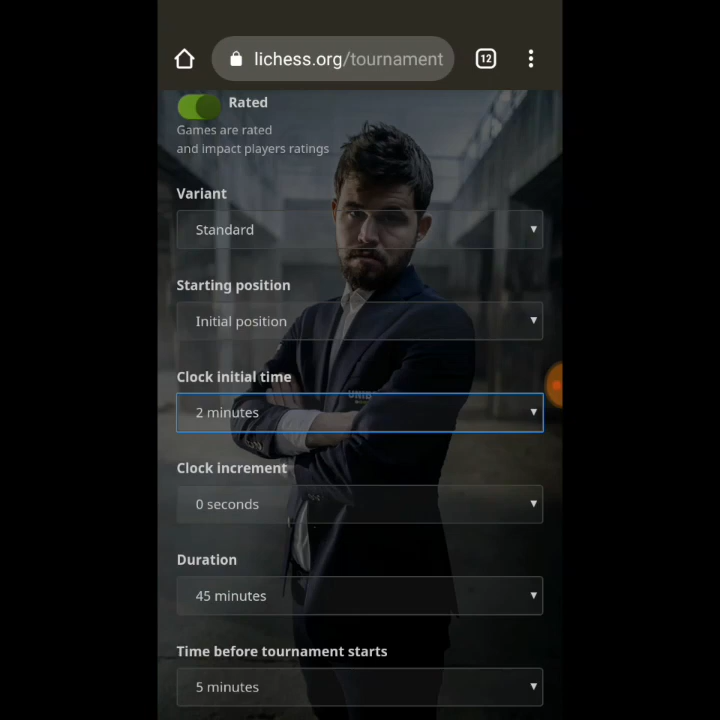 lichess.org/tournament
12
Rated
Games are rated
and impact players ratings
Variant
Standard
Starting position
Initial position
Clock initial time
2 minutes
Clock increment
0 seconds
Duration
45 minutes
Time before tournament starts
5 minutes